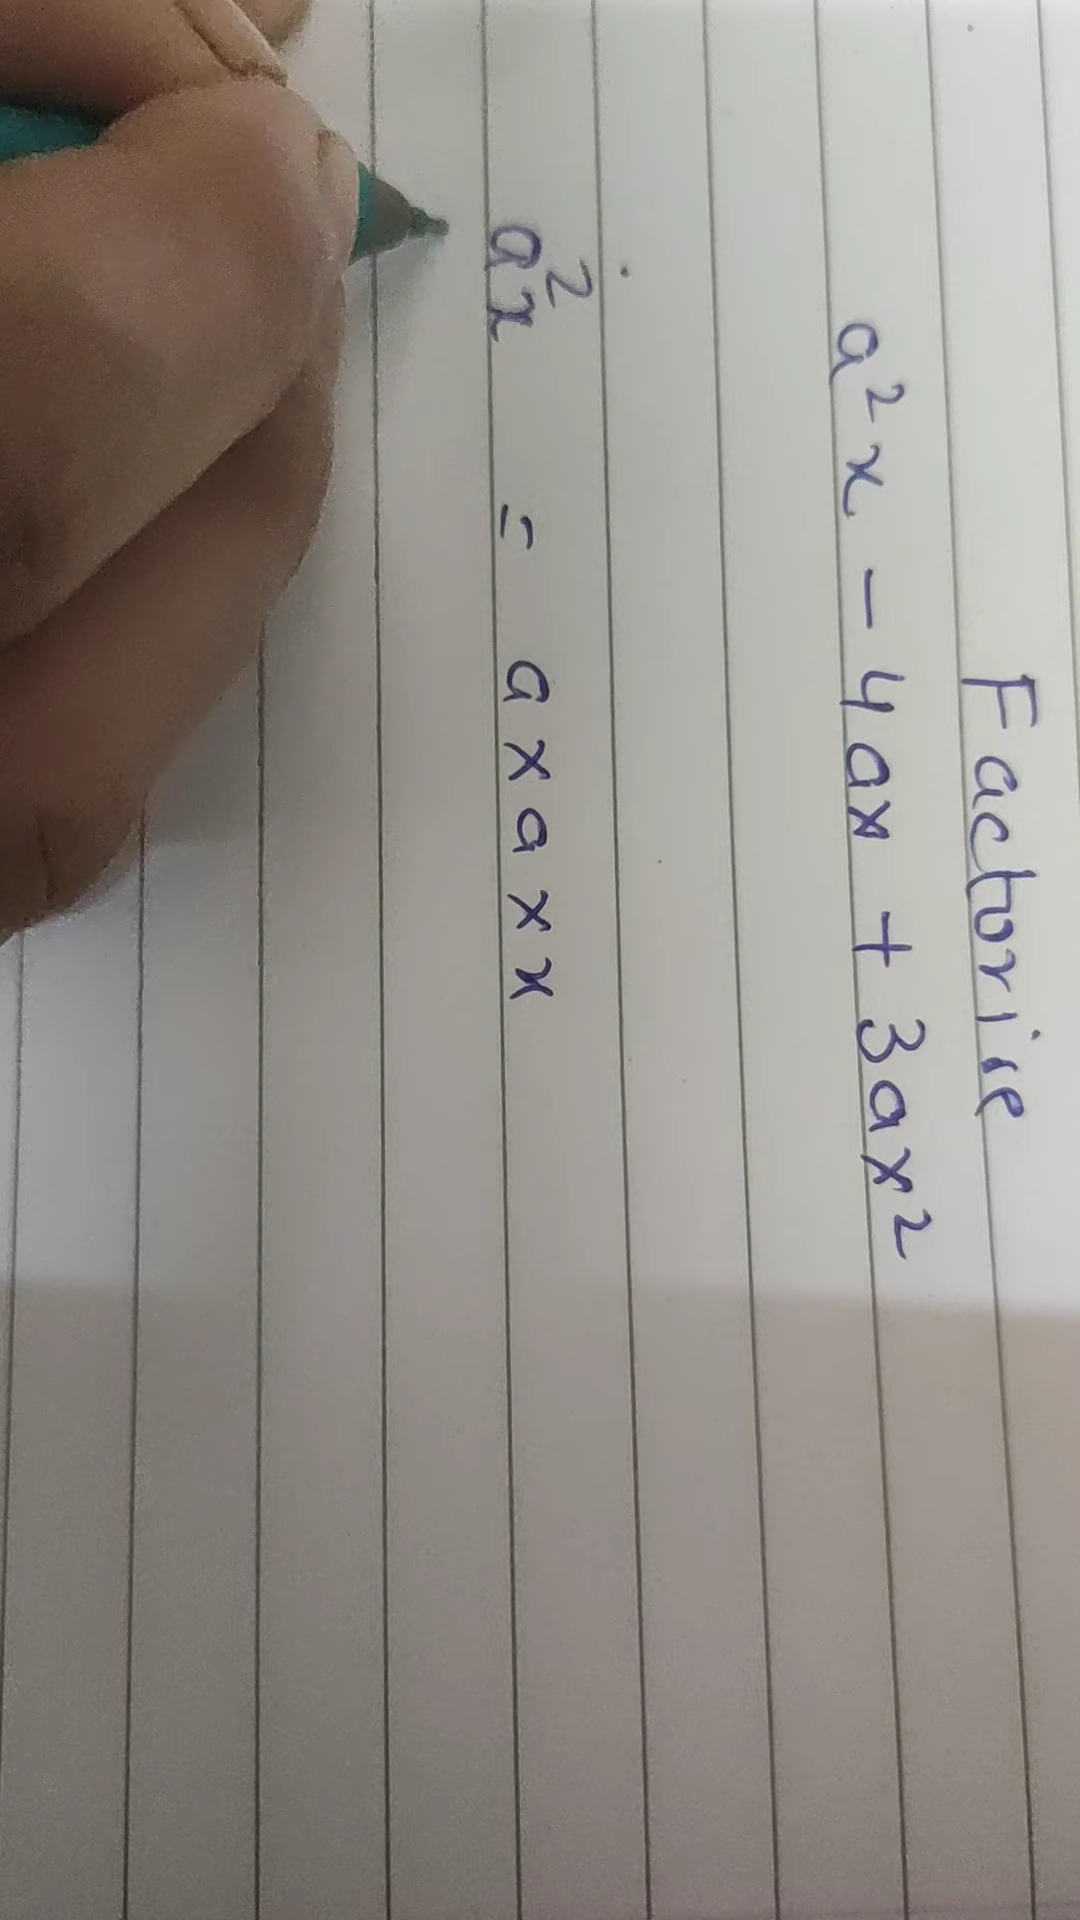 Factorise
a²x - 4ax + 3ax²
a²x = a × a × x